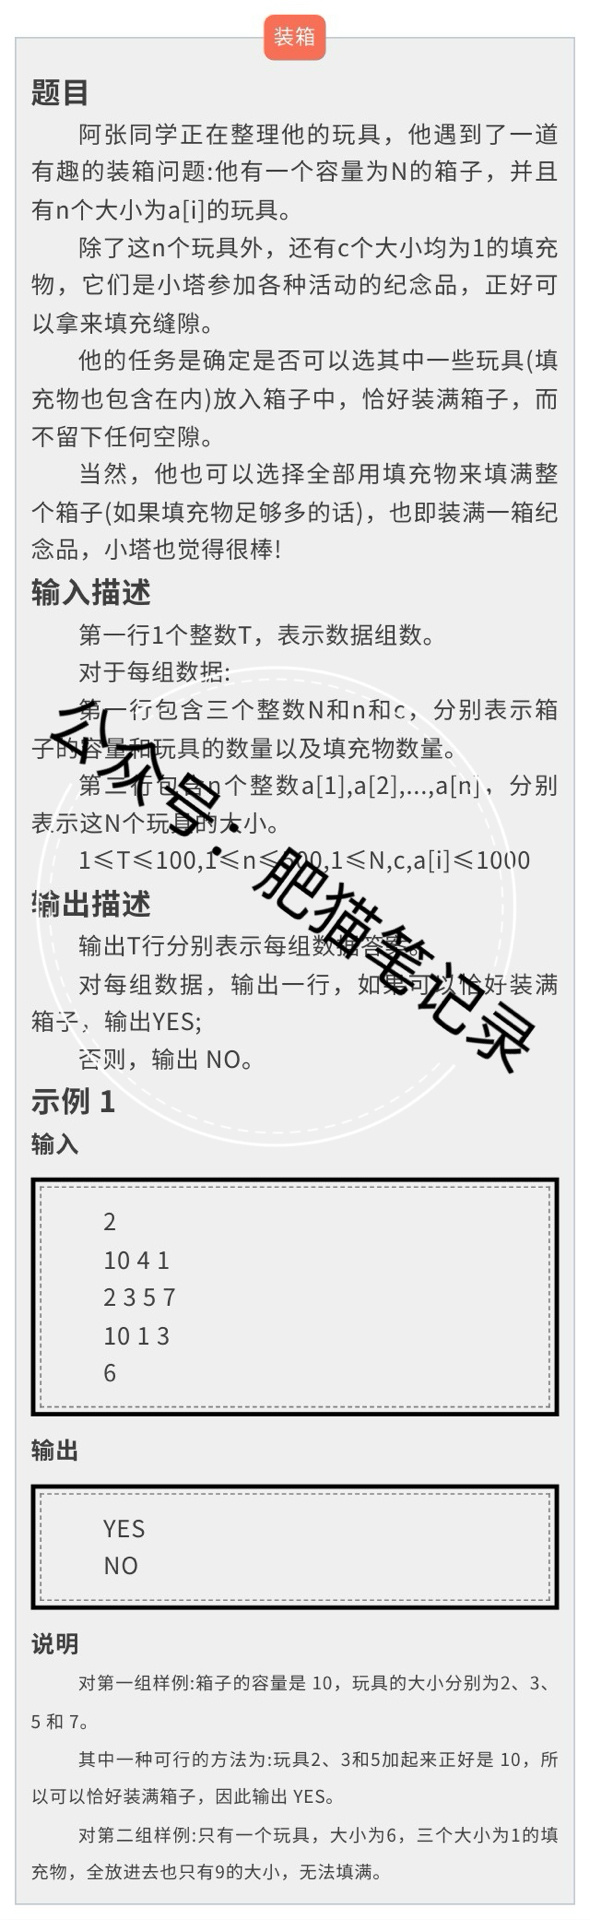 装箱
题目
阿张同学正在整理他的玩具，他遇到了一道
有趣的装箱问题:他有一个容量为N的箱子，并且
有n个大小为a[i]的玩具。
除了这n个玩具外，还有c个大小均为1的填充
物，它们是小塔参加各种活动的纪念品，正好可
以拿来填充缝隙。
他的任务是确定是否可以选其中一些玩具(填
充物也包含在内)放入箱子中，恰好装满箱子，而
不留下任何空隙。
当然，他也可以选择全部用填充物来填满整
个箱子(如果填充物足够多的话)，也即装满一箱纪
念品，小塔也觉得很棒!
输入描述
第一行1个整数T，表示数据组数。
对于每组数据:
第一行包含三个整数N和n和c，分别表示箱
子的容量和玩具的数量以及填充物数量。
第二行包含n个整数a[1],a[2],...,a[n]，分别
表示这N个玩具的大小。
1≤T≤100,1≤n≤500,1≤N,c,a[i]≤1000
输出描述
输出T行分别表示每组数据答案。
对每组数据，输出一行，如果可以恰好装满
箱子，输出YES;
否则，输出 NO。
公众号：肥猫笔记录
示例 1
输入
2
10 4 1
2 3 5 7
10 1 3
6
输出
YES
NO
说明
对第一组样例:箱子的容量是 10，玩具的大小分别为2、3、
5 和 7。
其中一种可行的方法为:玩具2、3和5加起来正好是 10，所
以可以恰好装满箱子，因此输出 YES。
对第二组样例:只有一个玩具，大小为6，三个大小为1的填
充物，全放进去也只有9的大小，无法填满。